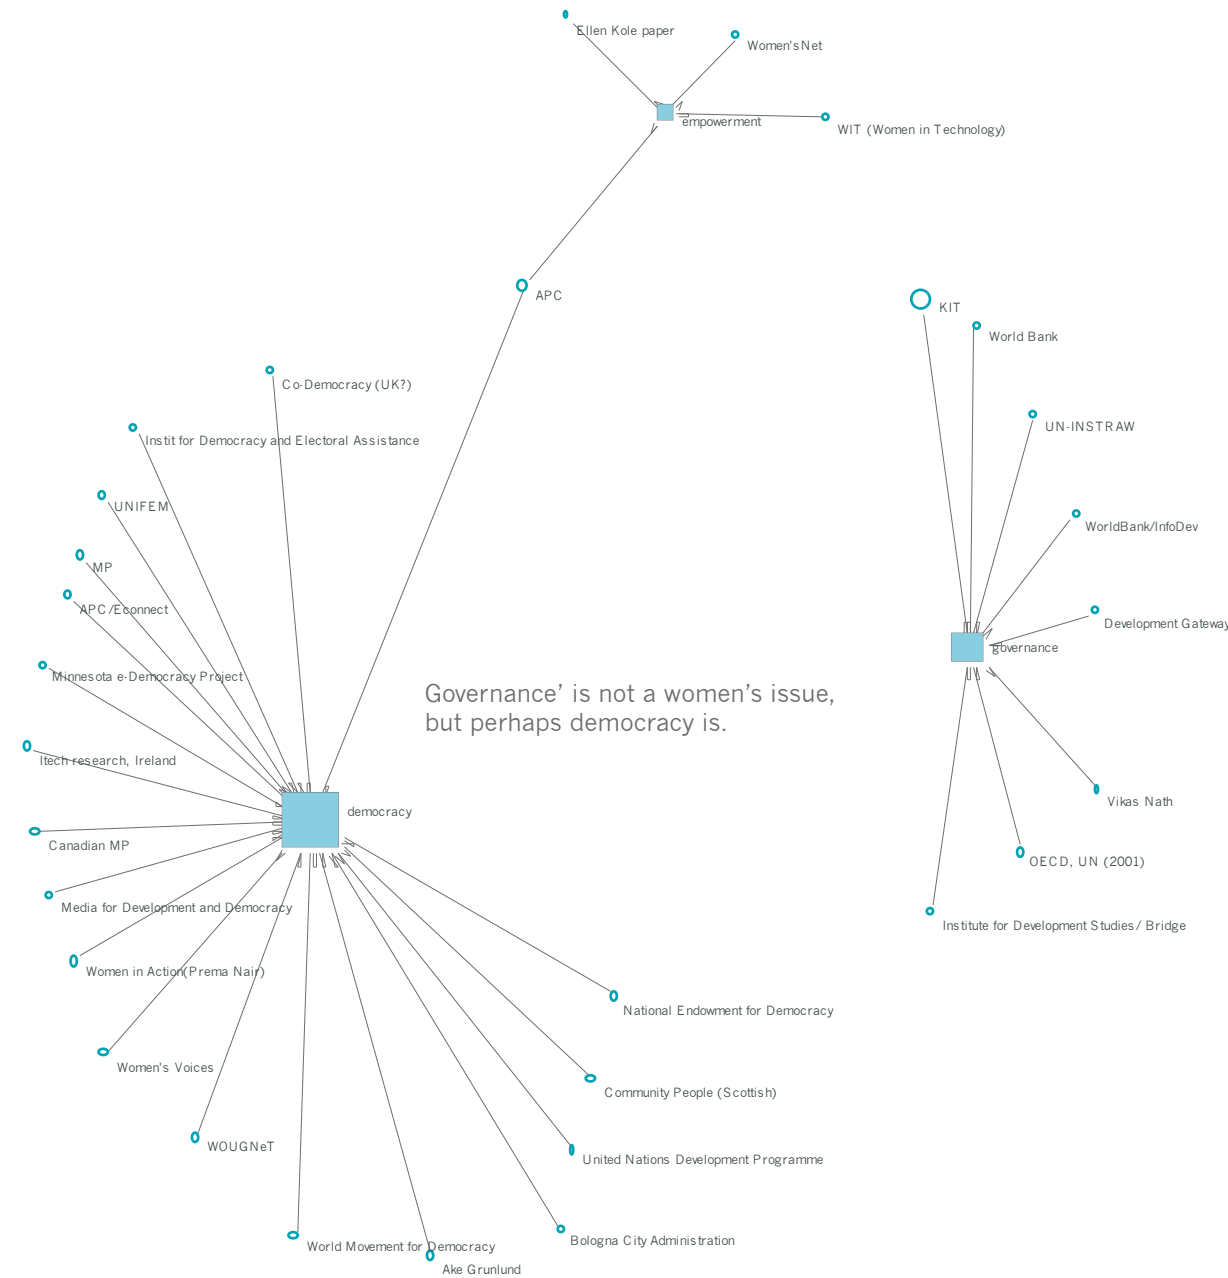 Ellen Kole paper
Women's Net
empowerment
WIT (Women in Technology)
APC
KIT
World Bank
Co-Democracy (UK?)
UN-INSTRAW
Instit for Democracy and Electoral Assistance
UNIFEM
WorldBank/InfoDev
MP
APC/Econnect
Development Gateway
governance
Minnesota e-Democracy Project
Governance’ is not a women’s issue,
but perhaps democracy is.
Itech research, Ireland
Vikas Nath
democracy
Canadian MP
OECD, UN (2001)
Media for Development and Democracy
Institute for Development Studies/ Bridge
Women in Action(Prema Nair)
National Endowment for Democracy
Women's Voices
Community People (Scottish)
WOUGNeT
United Nations Development Programme
Bologna City Administration
World Movement for Democracy
Ake Grunlund